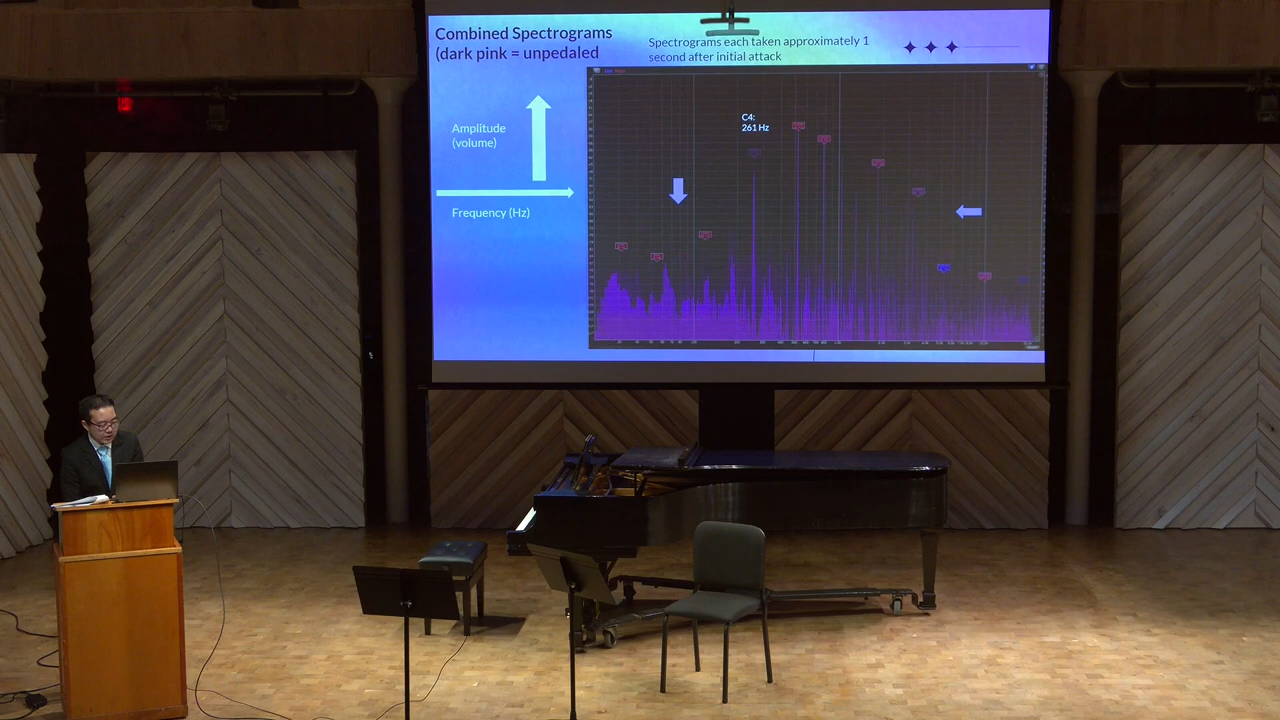 Combined Spectrograms
(dark pink = unpedaled
Spectrograms each taken approximately 1
second after initial attack
Amplitude
(volume)
Frequency (Hz)
C4:
261 Hz